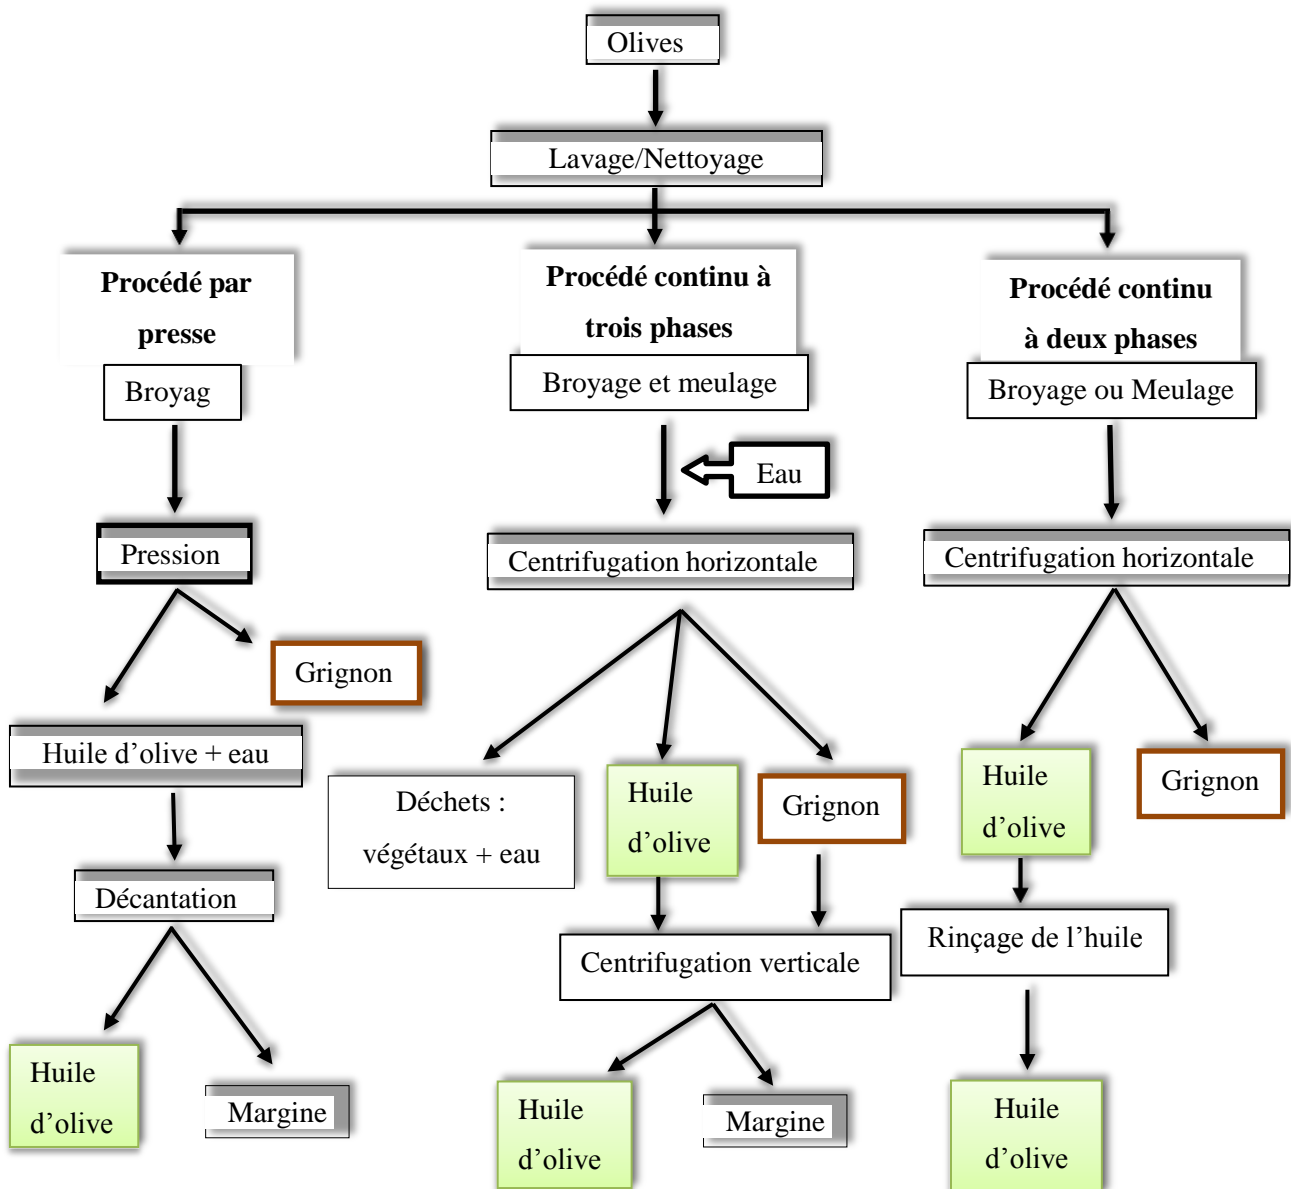 Olives
Lavage/Nettoyage
Procédé par
presse
Broyag
Pression
Grignon
Huile d’olive + eau
Décantation
Huile
d’olive
Margine
Procédé continu à
trois phases
Broyage et meulage
Eau
Centrifugation horizontale
Déchets :
végétaux + eau
Huile
d’olive
Grignon
Centrifugation verticale
Huile
d’olive
Margine
Procédé continu
à deux phases
Broyage ou Meulage
Centrifugation horizontale
Huile
d’olive
Grignon
Rinçage de l’huile
Huile
d’olive